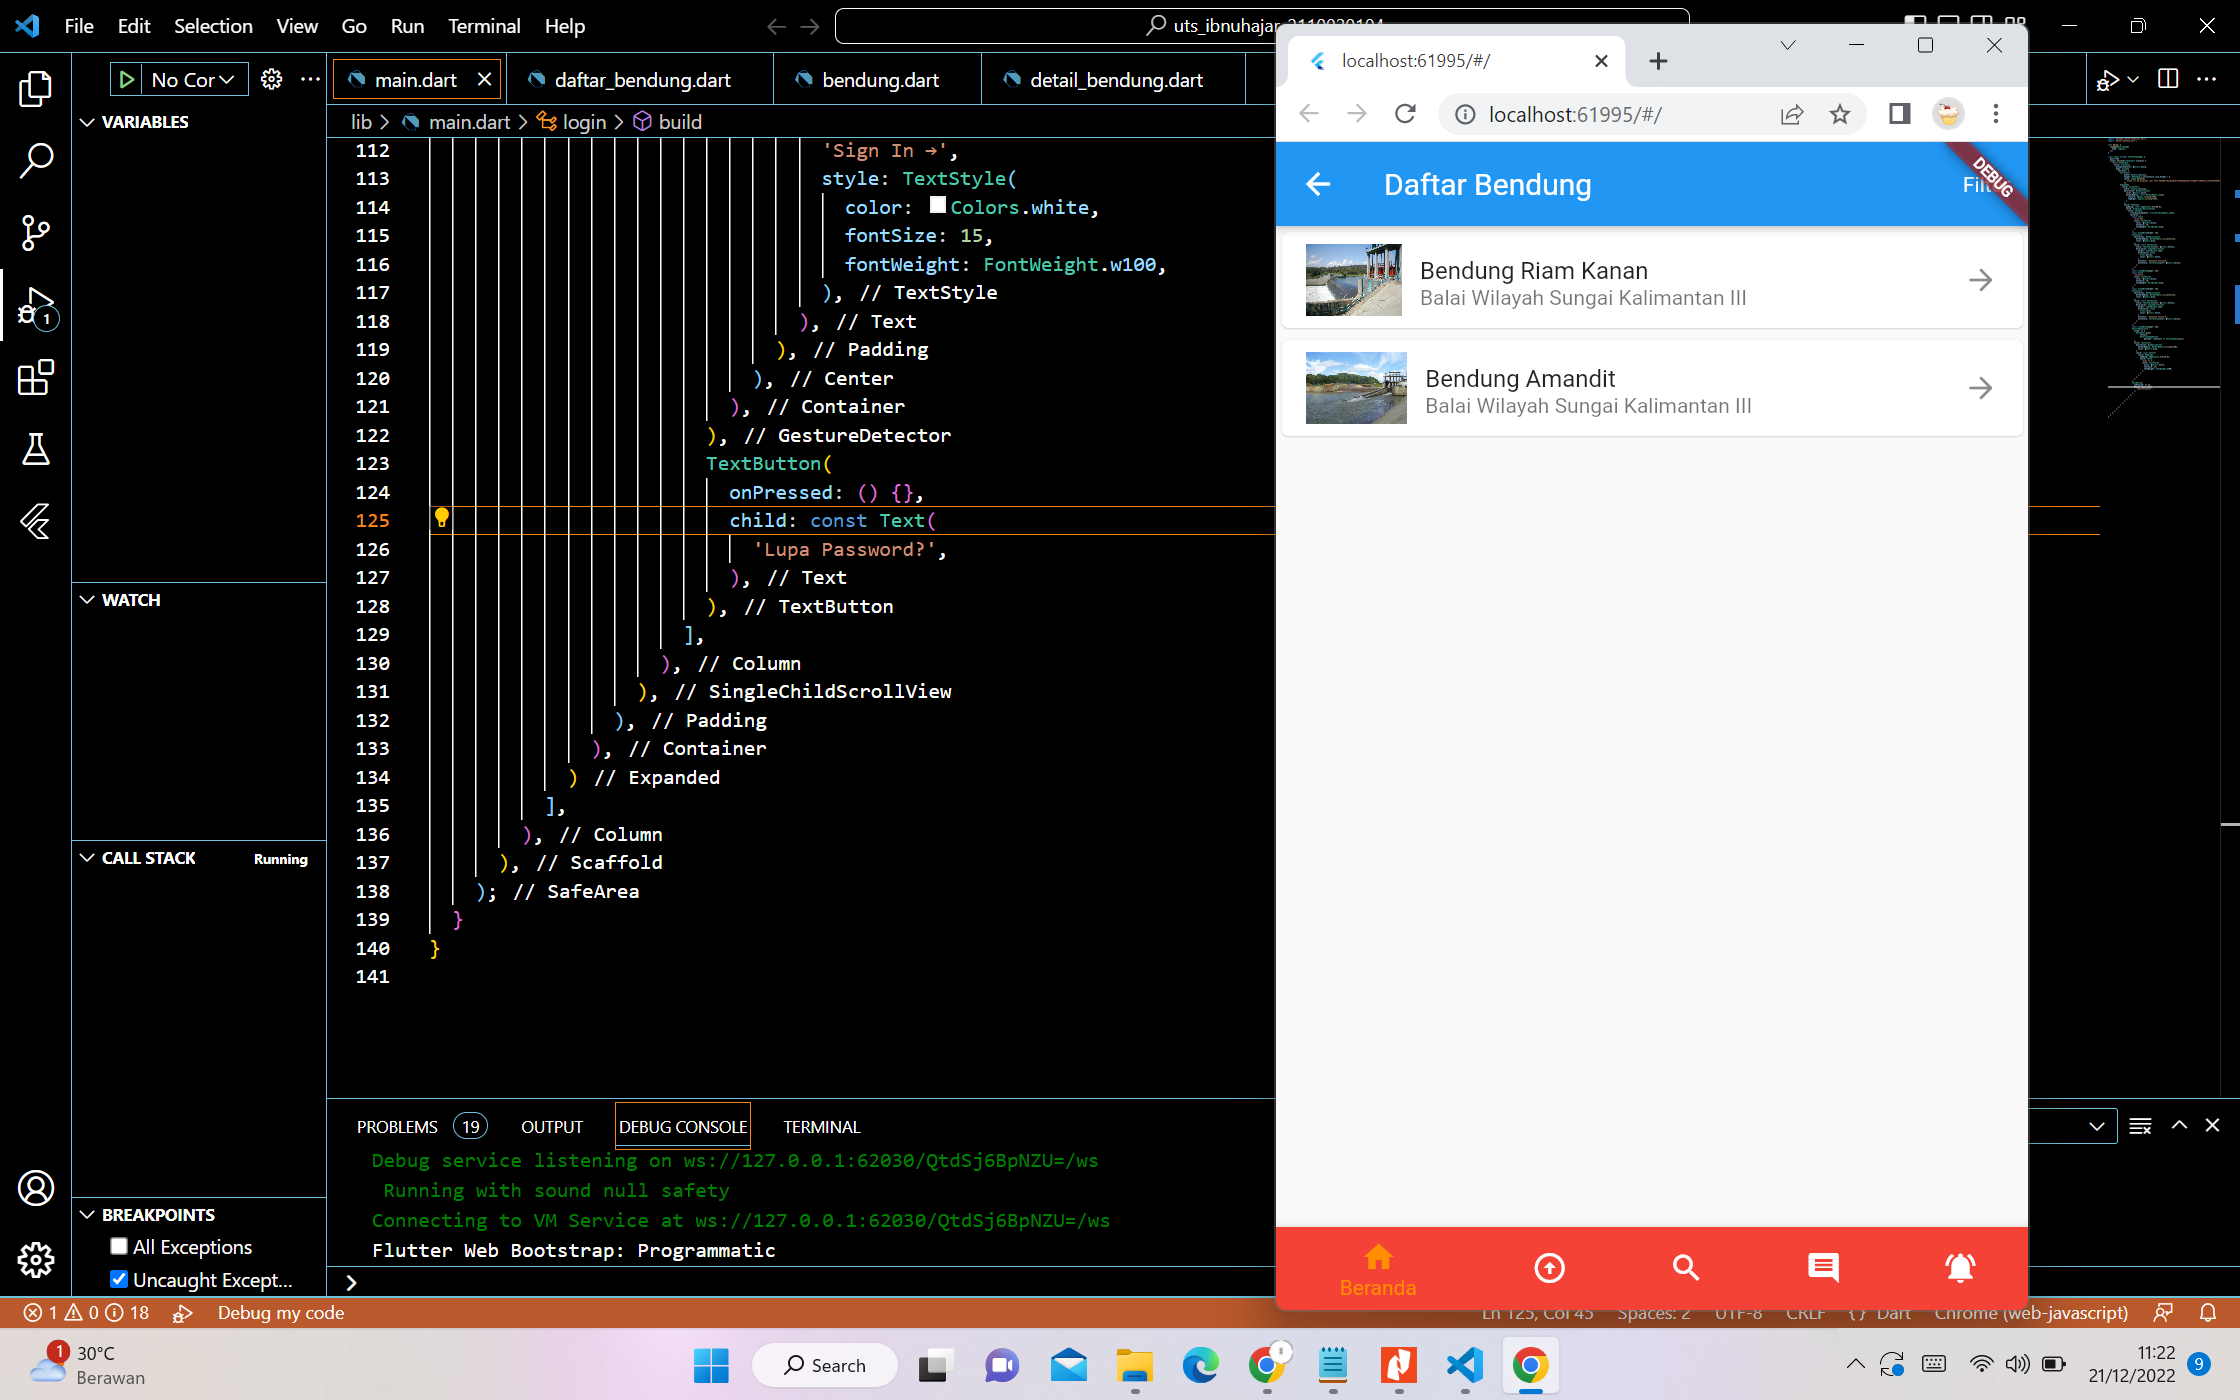 File Edit Selection View Go Run Terminal Help
No Cor
main.dart
daftar_bendung.dart
bendung.dart
detail_bendung.dart
VARIABLES
WATCH
CALL STACK
Running
BREAKPOINTS
All Exceptions
Uncaught Except...
lib > main.dart > login > build
112 'Sign In →',
113 style: TextStyle(
114 color: Colors.white,
115 fontSize: 15,
116 fontWeight: FontWeight.w100,
117 ), // TextStyle
118 ), // Text
119 ), // Padding
120 ), // Center
121 ), // Container
122 ), // GestureDetector
123 TextButton(
124 onPressed: () {},
125 child: const Text(
126 'Lupa Password?',
127 ), // Text
128 ), // TextButton
129 ],
130 ), // Column
131 ), // SingleChildScrollView
132 ), // Padding
133 ), // Container
134 ) // Expanded
135 ],
136 ), // Column
137 ), // Scaffold
138 ); // SafeArea
139 }
140 }
141
PROBLEMS 19 OUTPUT DEBUG CONSOLE TERMINAL
Debug service listening on ws://127.0.0.1:62030/QtdSj6BpNZU=/ws
Running with sound null safety
Connecting to VM Service at ws://127.0.0.1:62030/QtdSj6BpNZU=/ws
Flutter Web Bootstrap: Programmatic
localhost:61995/#/
localhost:61995/#/
Daftar Bendung
DEBUG
Bendung Riam Kanan
Balai Wilayah Sungai Kalimantan III
Bendung Amandit
Balai Wilayah Sungai Kalimantan III
Beranda
1 0 18 Debug my code
Ln 125, Col 45 Spaces: 2 UTF-8 CRLF { } Dart Chrome (web-javascript)
1
30°C
Berawan
Search
11:22
21/12/2022
9